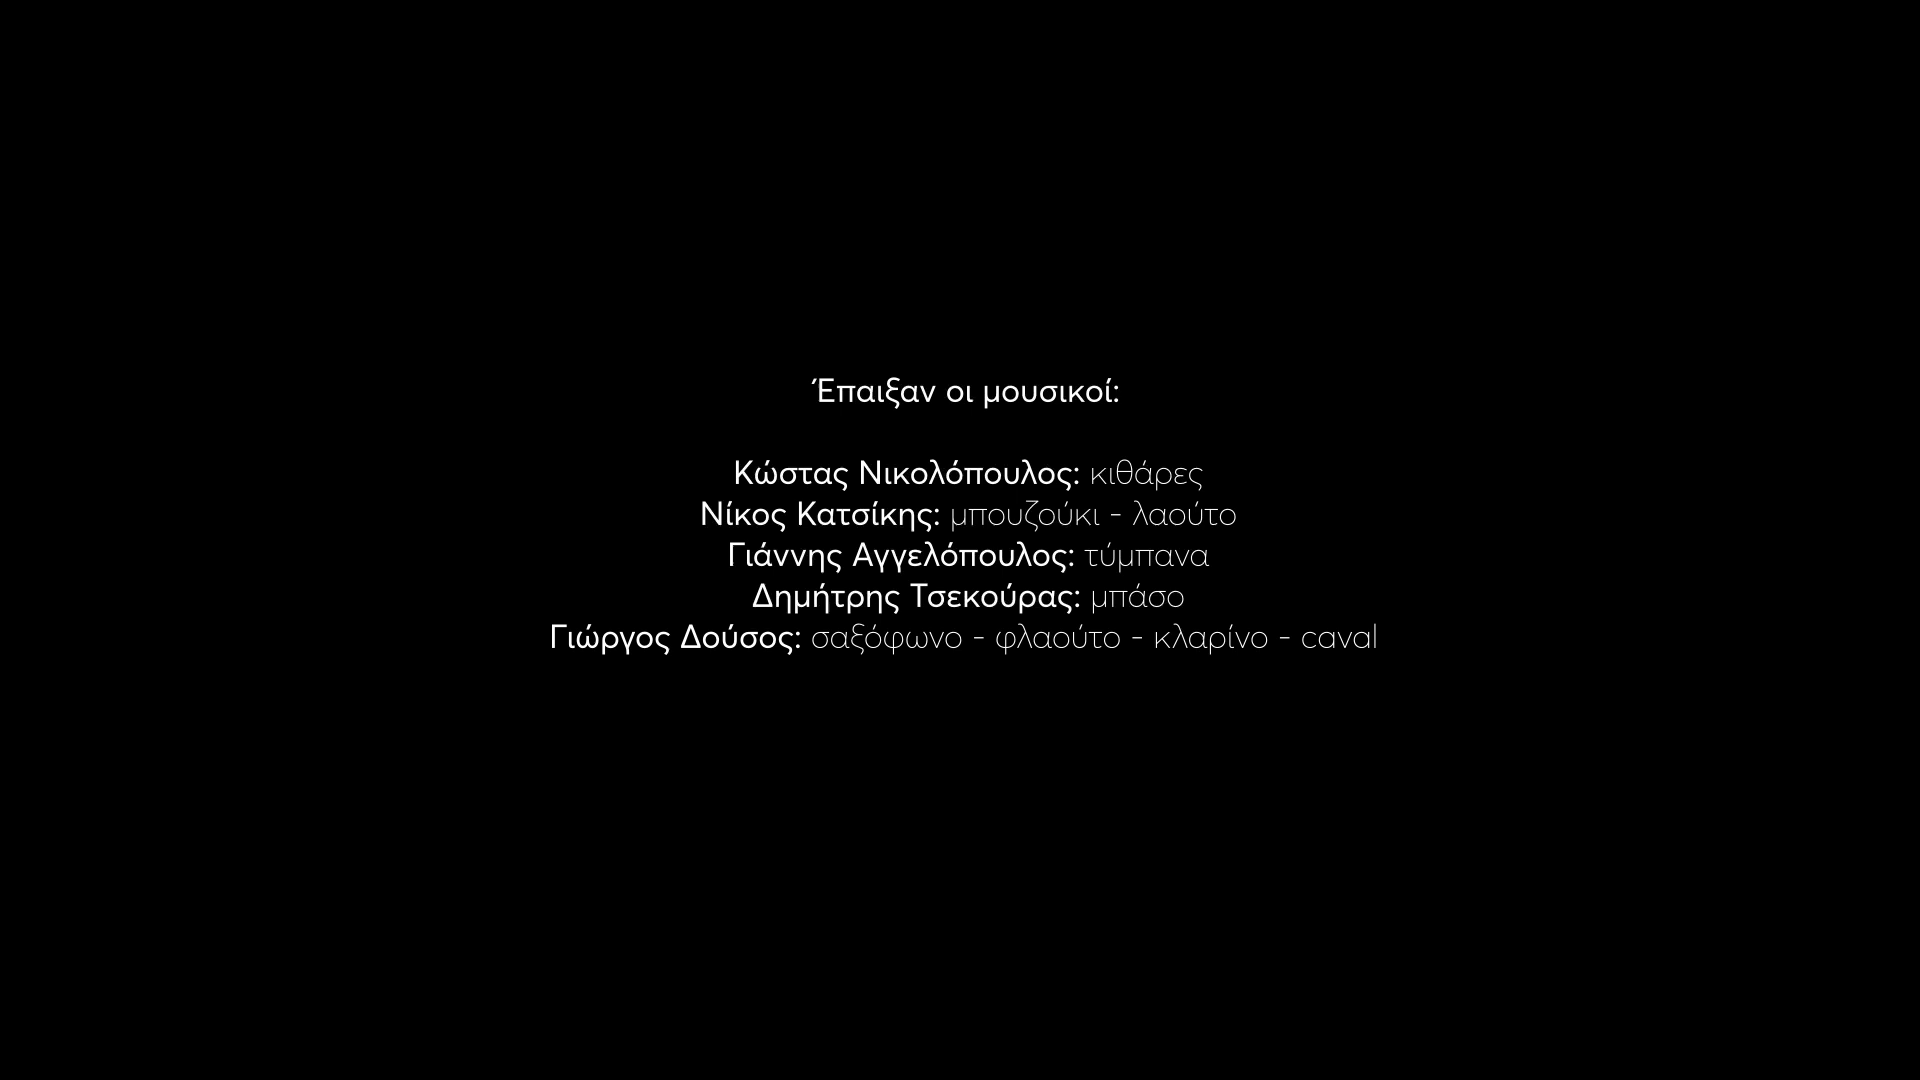 Έπαιξαν οι μουσικοί:
Κώστας Νικολόπουλος: κιθάρες
Νίκος Κατσίκης: μπουζούκι - λαούτο
Γιάννης Αγγελόπουλος: τύμπανα
Δημήτρης Τσεκούρας: μπάσο
Γιώργος Δούσος: σαξόφωνο - φλαούτο - κλαρίνο - caval